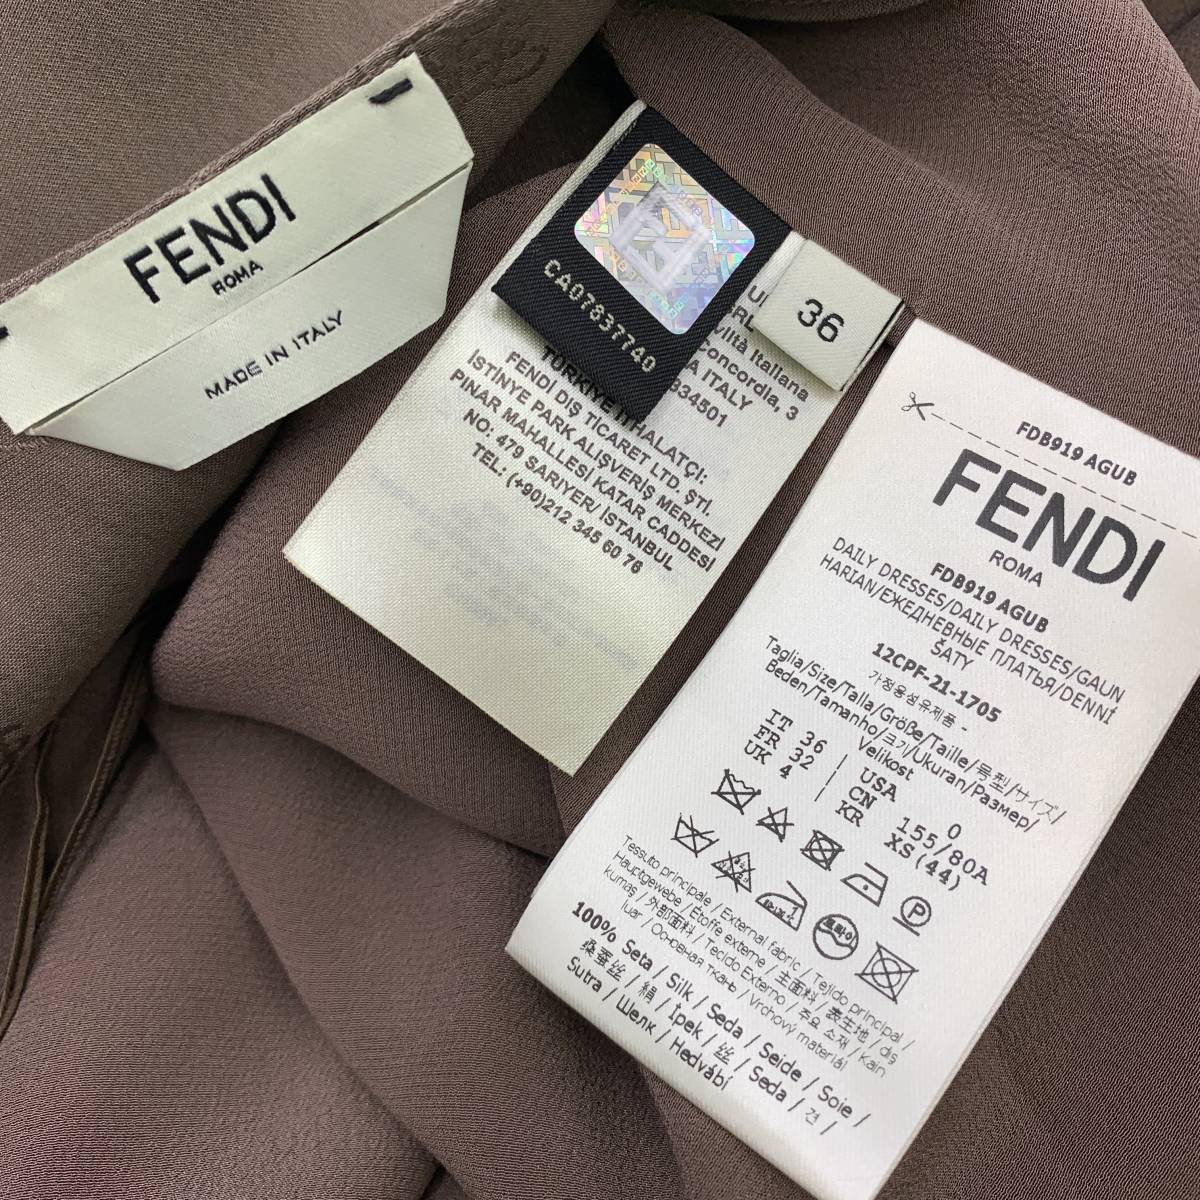 FENDI
ROMA
MADE IN ITALY
CA07837740
36
Italiana
Concordia, 3
ITALY
834501
TÜRKİYE İTHALATÇI:
FENDI DIŞ TİCARET LTD. ŞTİ.
İSTİNYE PARK ALIŞVERİŞ MERKEZİ
PINAR MAHALLESİ KATAR CADDESİ
NO: 479 SARIYER/ İSTANBUL
TEL: (+90)212 345 60 76
FDB919 AGUB
FENDI
ROMA
FDB919 AGUB
DAILY DRESSES/DAILY DRESSES/GAUN
HARIAN/ЕЖЕДНЕВНЫЕ ПЛАТЬЯ/DENNÍ
ŠATY
12CPF-21-1705
가정용섬유제품 -
Taglia/Size/Talla/Größe/Taille/号型/サイズ/
Beden/Tamanho/크기/Ukuran/Размер/
Velikost
IT 36 | USA 0
FR 32 | CN 155/80A
UK 4 | KR XS(44)
P
Tessuto principale / External fabric / Tejido principal /
Hauptgewebe / Étoffe externe / 主面料 / 表生地 / dış
kumaş / 外部面料 / Tecido Externo / 주요 소재 / Kain
luar / Основная ткань / Vrchový materiál
100% Seta / Silk / Seda / Seide / Soie /
桑蚕丝 / 絹 / İpek / 丝 / Seda / 견 /
Sutra / Шелк / Hedvábí